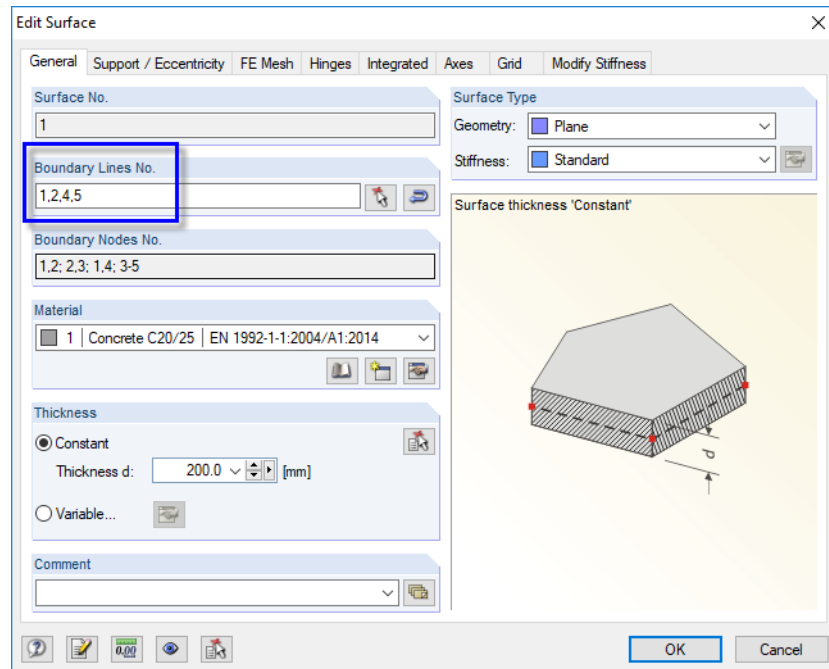 Edit Surface
General Support / Eccentricity FE Mesh Hinges Integrated Axes Grid Modify Stiffness
Surface No.
1
Boundary Lines No.
1,2,4,5
Boundary Nodes No.
1,2; 2,3; 1,4; 3-5
Material
1 Concrete C20/25 EN 1992-1-1:2004/A1:2014
Thickness
Constant
Thickness d: 200.0 [mm]
Variable...
Comment
Surface Type
Geometry: Plane
Stiffness: Standard
Surface thickness 'Constant'
d
0.00
OK Cancel